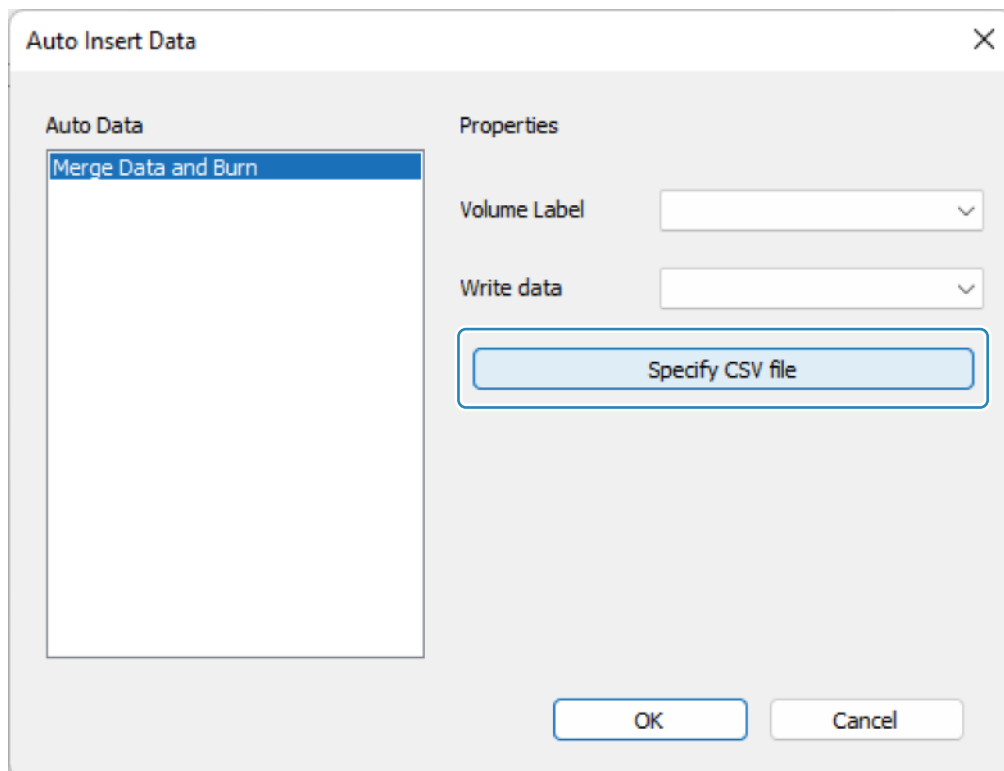 Auto Insert Data
Auto Data
Merge Data and Burn
Properties
Volume Label
Write data
Specify CSV file
OK
Cancel